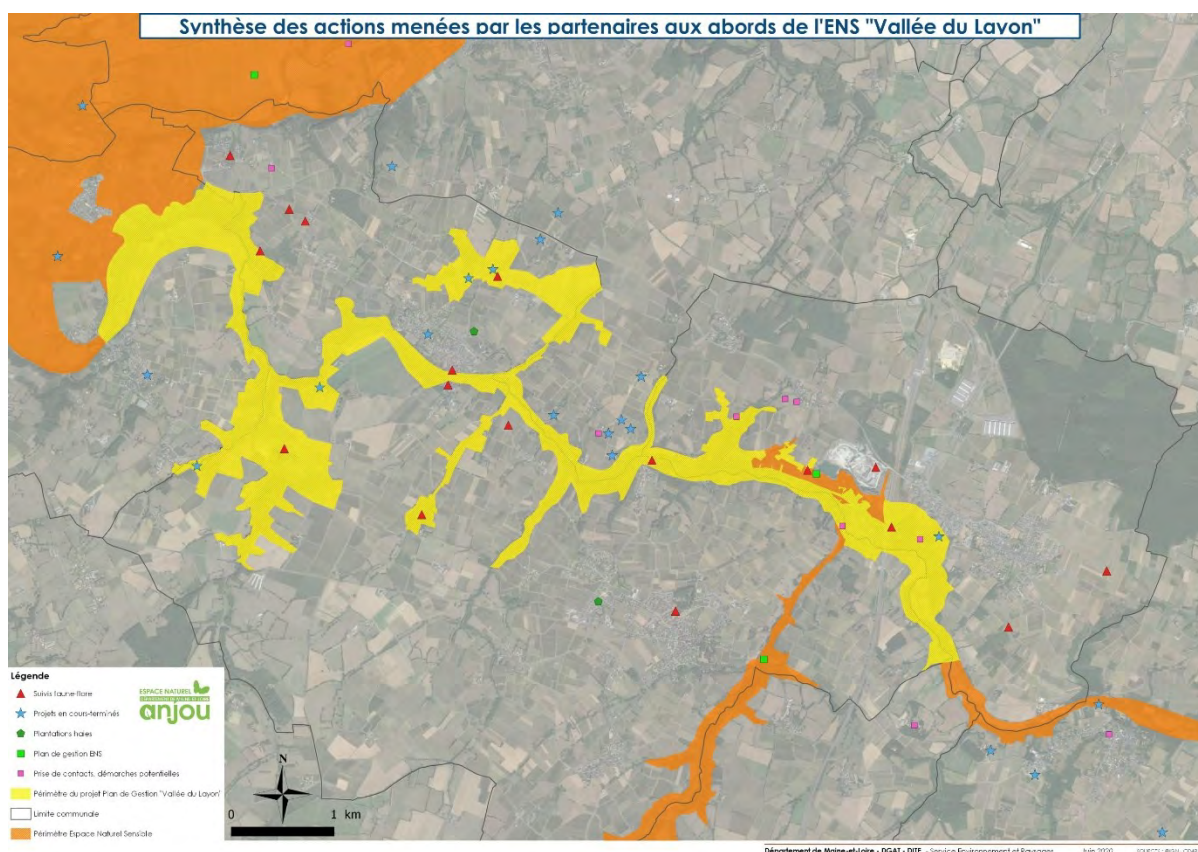 Synthèse des actions menées par les partenaires aux abords de l'ENS "Vallée du Layon"
Légende
Suivis faune-flore
Projets en cours-terminés
Plantations haies
Plan de gestion ENS
Prise de contacts, démarches potentielles
Périmètre du projet Plan de Gestion "Vallée du Layon"
Limite communale
Périmètre Espace Naturel Sensible
ESPACE NATUREL
anjou
N
0 1 km
Département de Maine-et-Loire - DGAT - DITE - Service Environnement et Paysages Juin 2020